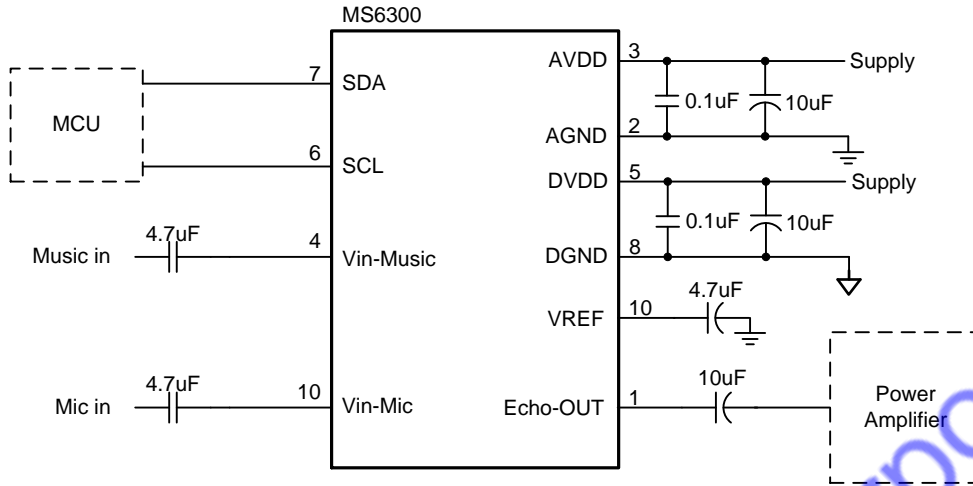 MS6300
MCU
7 SDA
6 SCL
Music in 4.7uF 4 Vin-Music
Mic in 4.7uF 10 Vin-Mic
AVDD 3 Supply
0.1uF 10uF
AGND 2
DVDD 5 Supply
0.1uF 10uF
DGND 8
VREF 10 4.7uF
Echo-OUT 1 10uF
Power
Amplifier